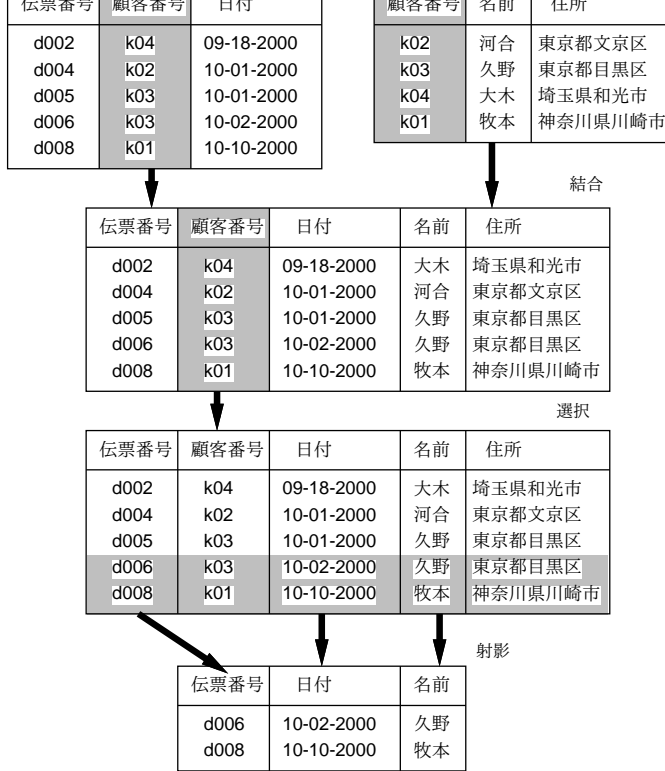 伝票番号 顧客番号 日付
d002 k04 09-18-2000
d004 k02 10-01-2000
d005 k03 10-01-2000
d006 k03 10-02-2000
d008 k01 10-10-2000
顧客番号 名前 住所
k02 河合 東京都文京区
k03 久野 東京都目黒区
k04 大木 埼玉県和光市
k01 牧本 神奈川県川崎市
結合
伝票番号 顧客番号 日付 名前 住所
d002 k04 09-18-2000 大木 埼玉県和光市
d004 k02 10-01-2000 河合 東京都文京区
d005 k03 10-01-2000 久野 東京都目黒区
d006 k03 10-02-2000 久野 東京都目黒区
d008 k01 10-10-2000 牧本 神奈川県川崎市
選択
伝票番号 顧客番号 日付 名前 住所
d002 k04 09-18-2000 大木 埼玉県和光市
d004 k02 10-01-2000 河合 東京都文京区
d005 k03 10-01-2000 久野 東京都目黒区
d006 k03 10-02-2000 久野 東京都目黒区
d008 k01 10-10-2000 牧本 神奈川県川崎市
射影
伝票番号 日付 名前
d006 10-02-2000 久野
d008 10-10-2000 牧本